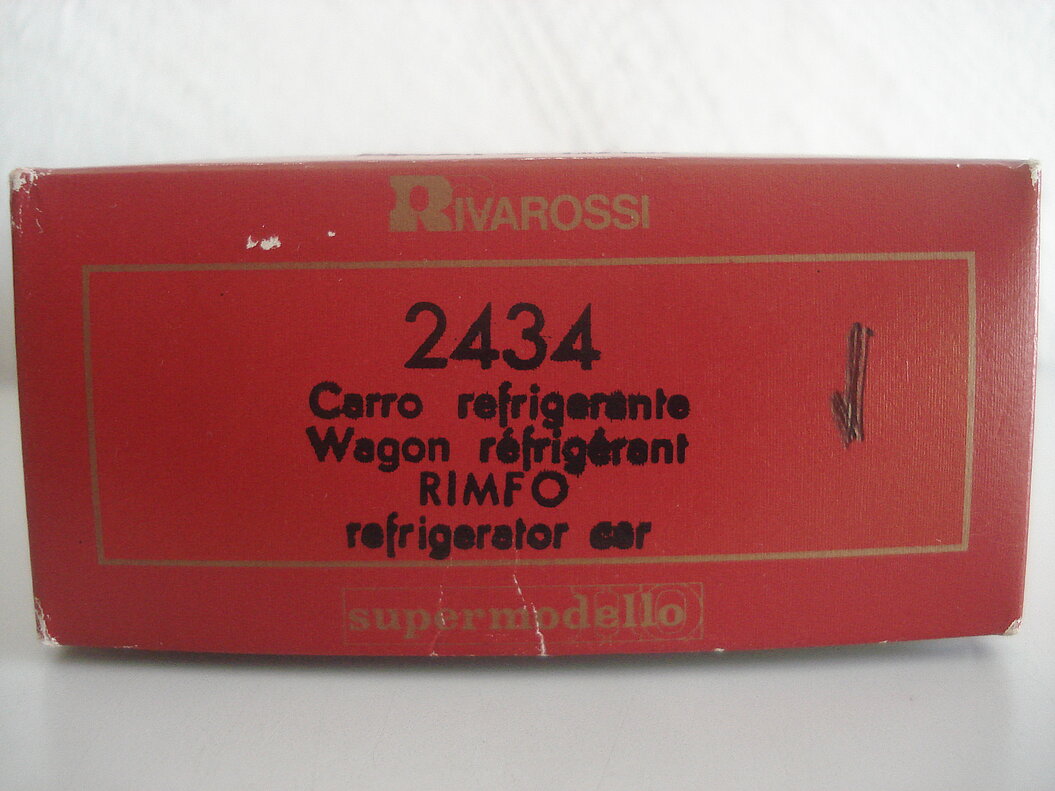 RIVAROSSI
2434
Carro refrigerante
Wagon réfrigérant
RIMFO
refrigerator car
supermodello